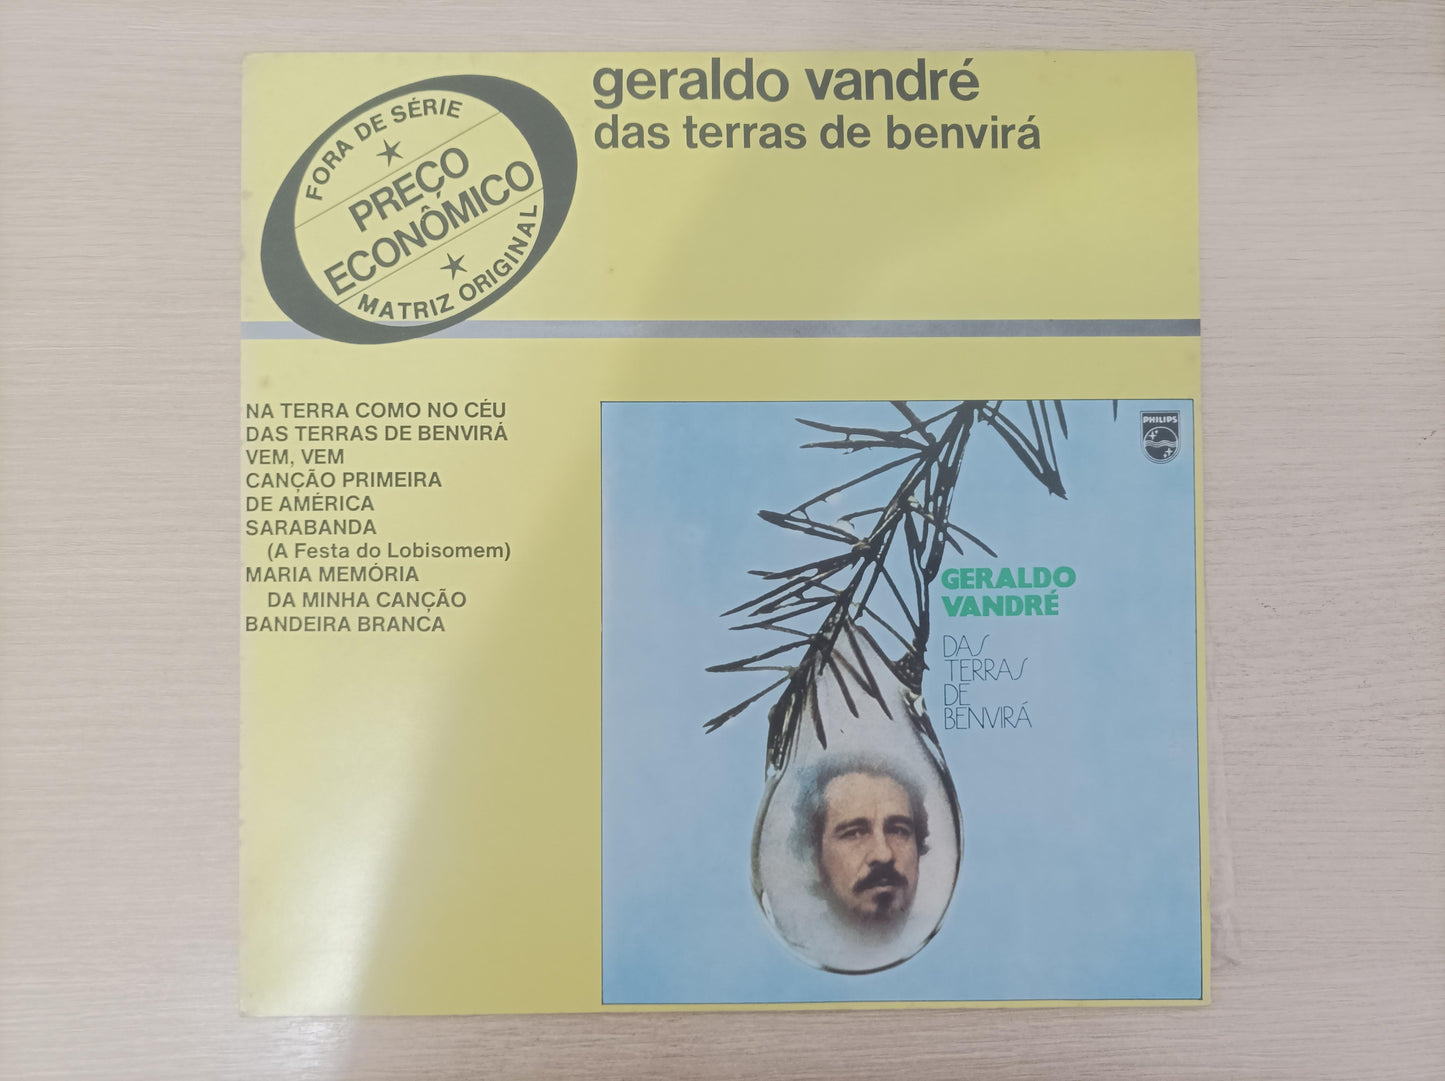 geraldo vandré
das terras de benvirá
FORA DE SÉRIE
PREÇO
ECONÔMICO
MATRIZ ORIGINAL
NA TERRA COMO NO CÉU
DAS TERRAS DE BENVIRÁ
VEM, VEM
CANÇÃO PRIMEIRA
DE AMÉRICA
SARABANDA
(A Festa do Lobisomem)
MARIA MEMÓRIA
DA MINHA CANÇÃO
BANDEIRA BRANCA
PHILIPS
GERALDO
VANDRÉ
DAS
TERRAS
DE
BENVIRÁ